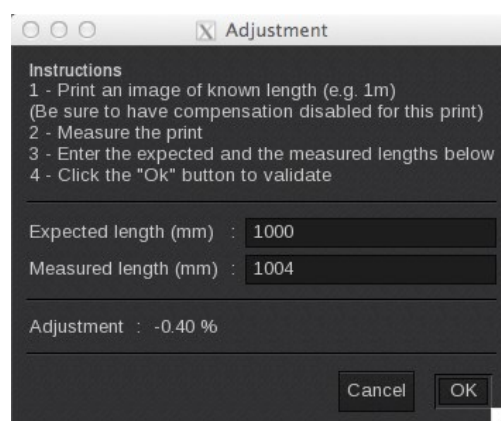 Adjustment
Instructions
1 - Print an image of known length (e.g. 1m)
(Be sure to have compensation disabled for this print)
2 - Measure the print
3 - Enter the expected and the measured lengths below
4 - Click the "Ok" button to validate
Expected length (mm) : 1000
Measured length (mm) : 1004
Adjustment : -0.40 %
Cancel OK